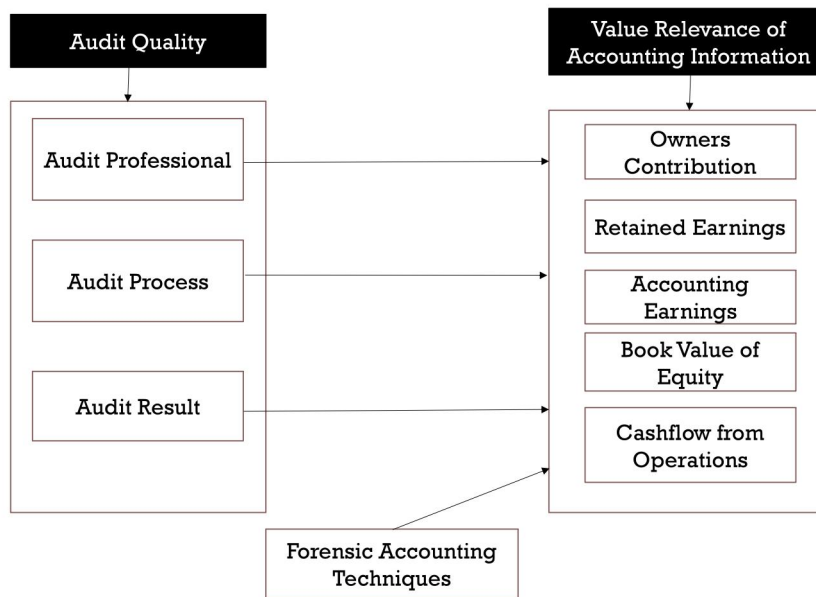 Audit Quality
Value Relevance of
Accounting Information
Audit Professional
Audit Process
Audit Result
Owners
Contribution
Retained Earnings
Accounting
Earnings
Book Value of
Equity
Cashflow from
Operations
Forensic Accounting
Techniques